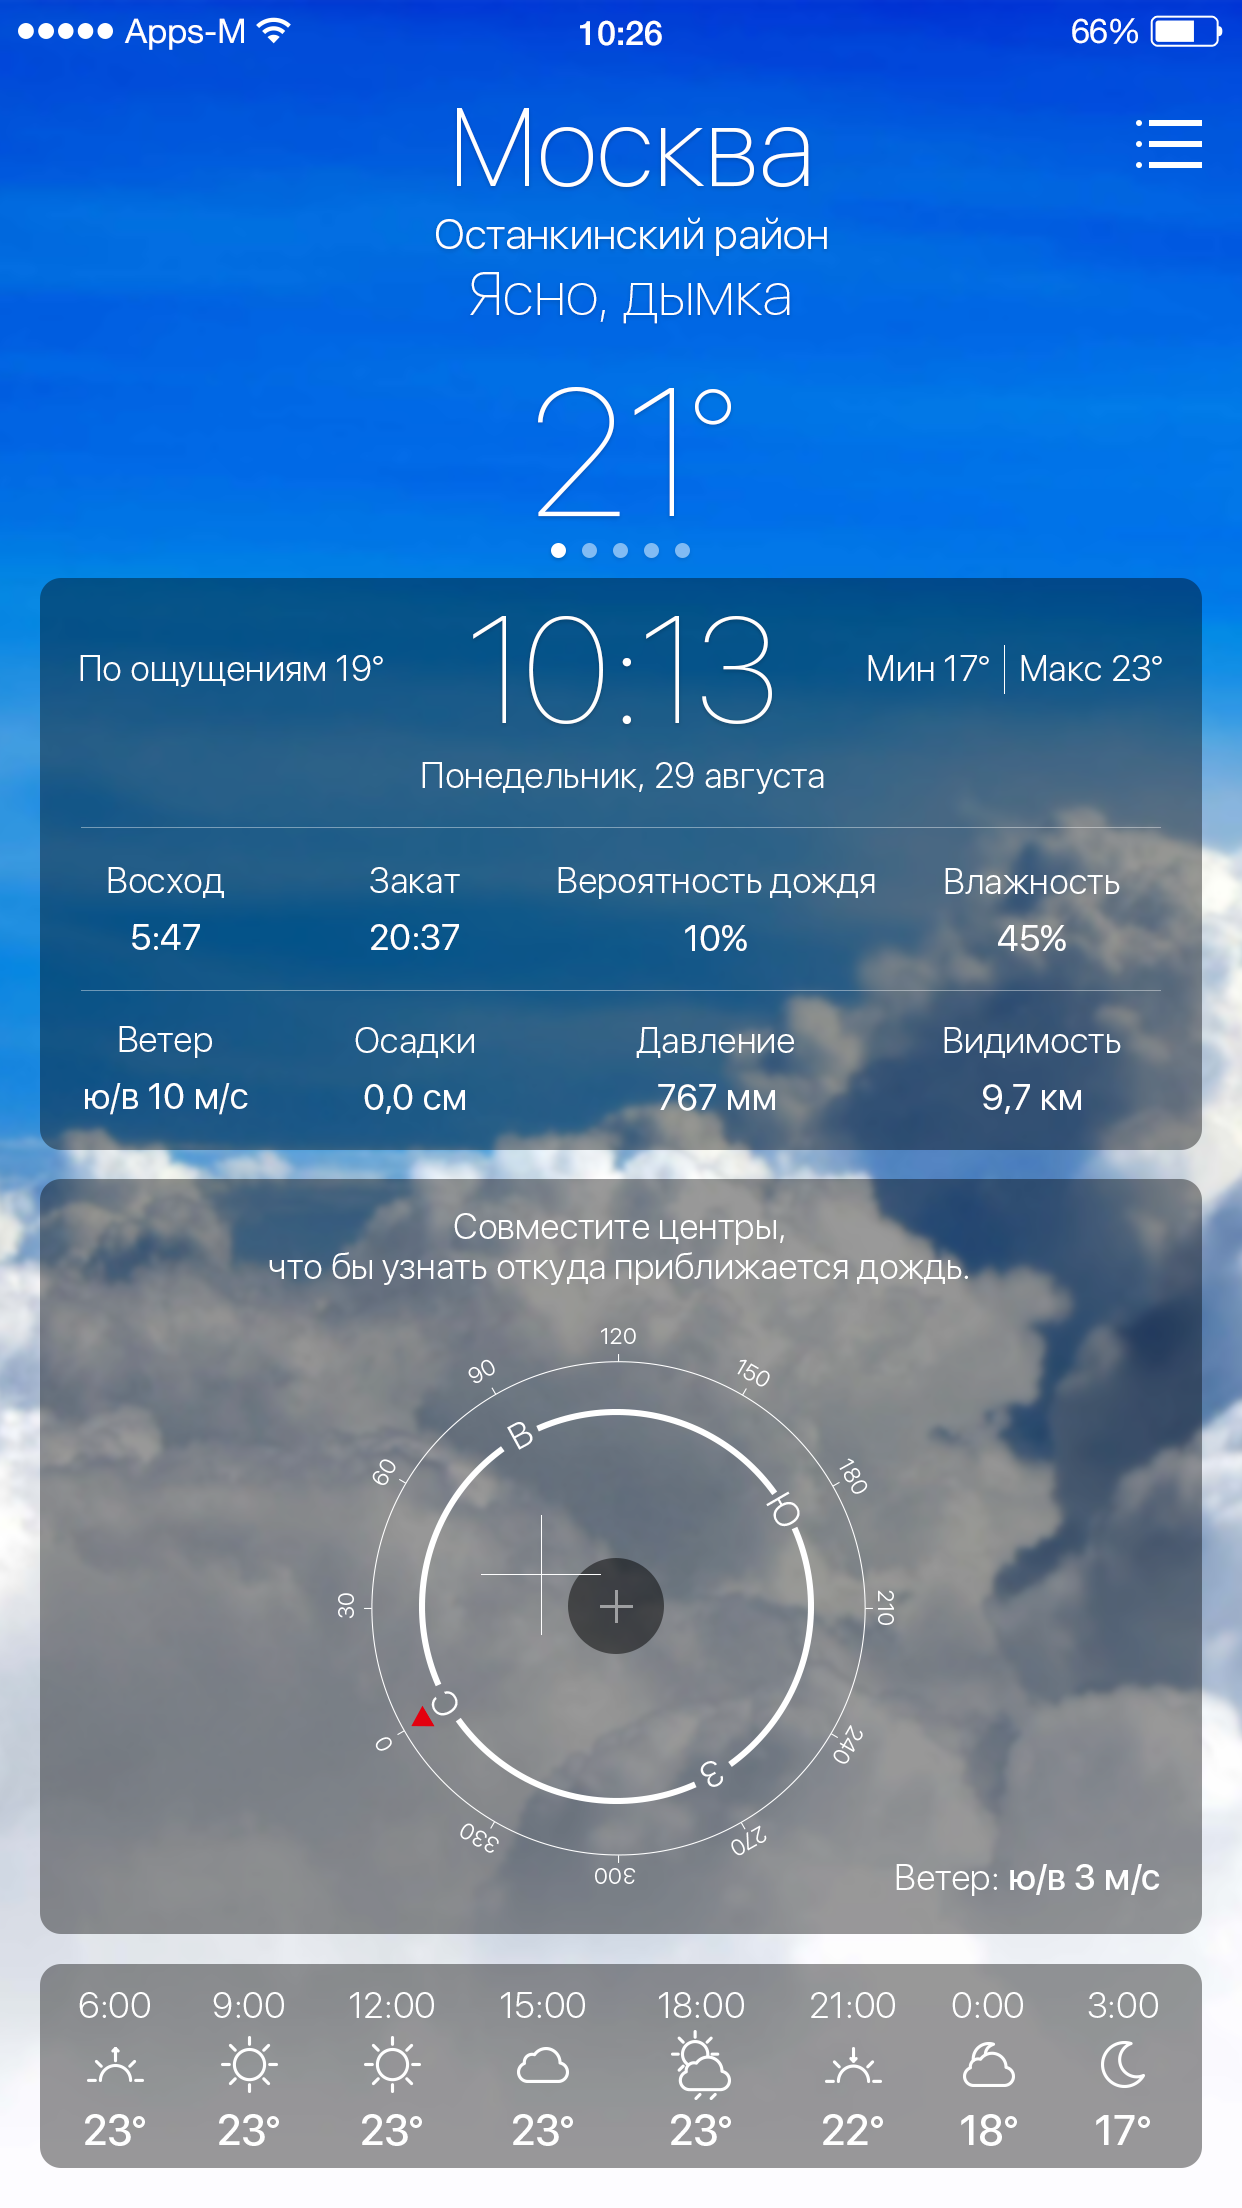 Apps-M 10:26 66%
Москва
Останкинский район
Ясно, дымка
21°
По ощущениям 19° 10:13 Мин 17° Макс 23°
Понедельник, 29 августа
Восход Закат Вероятность дождя Влажность
5:47 20:37 10% 45%
Ветер Осадки Давление Видимость
ю/в 10 м/с 0,0 см 767 мм 9,7 км
Совместите центры,
что бы узнать откуда приближается дождь.
120
90
150
В
60
180
Ю
30
210
С
0
240
З
330
270
300
Ветер: ю/в 3 м/с
6:00 9:00 12:00 15:00 18:00 21:00 0:00 3:00
23° 23° 23° 23° 23° 22° 18° 17°